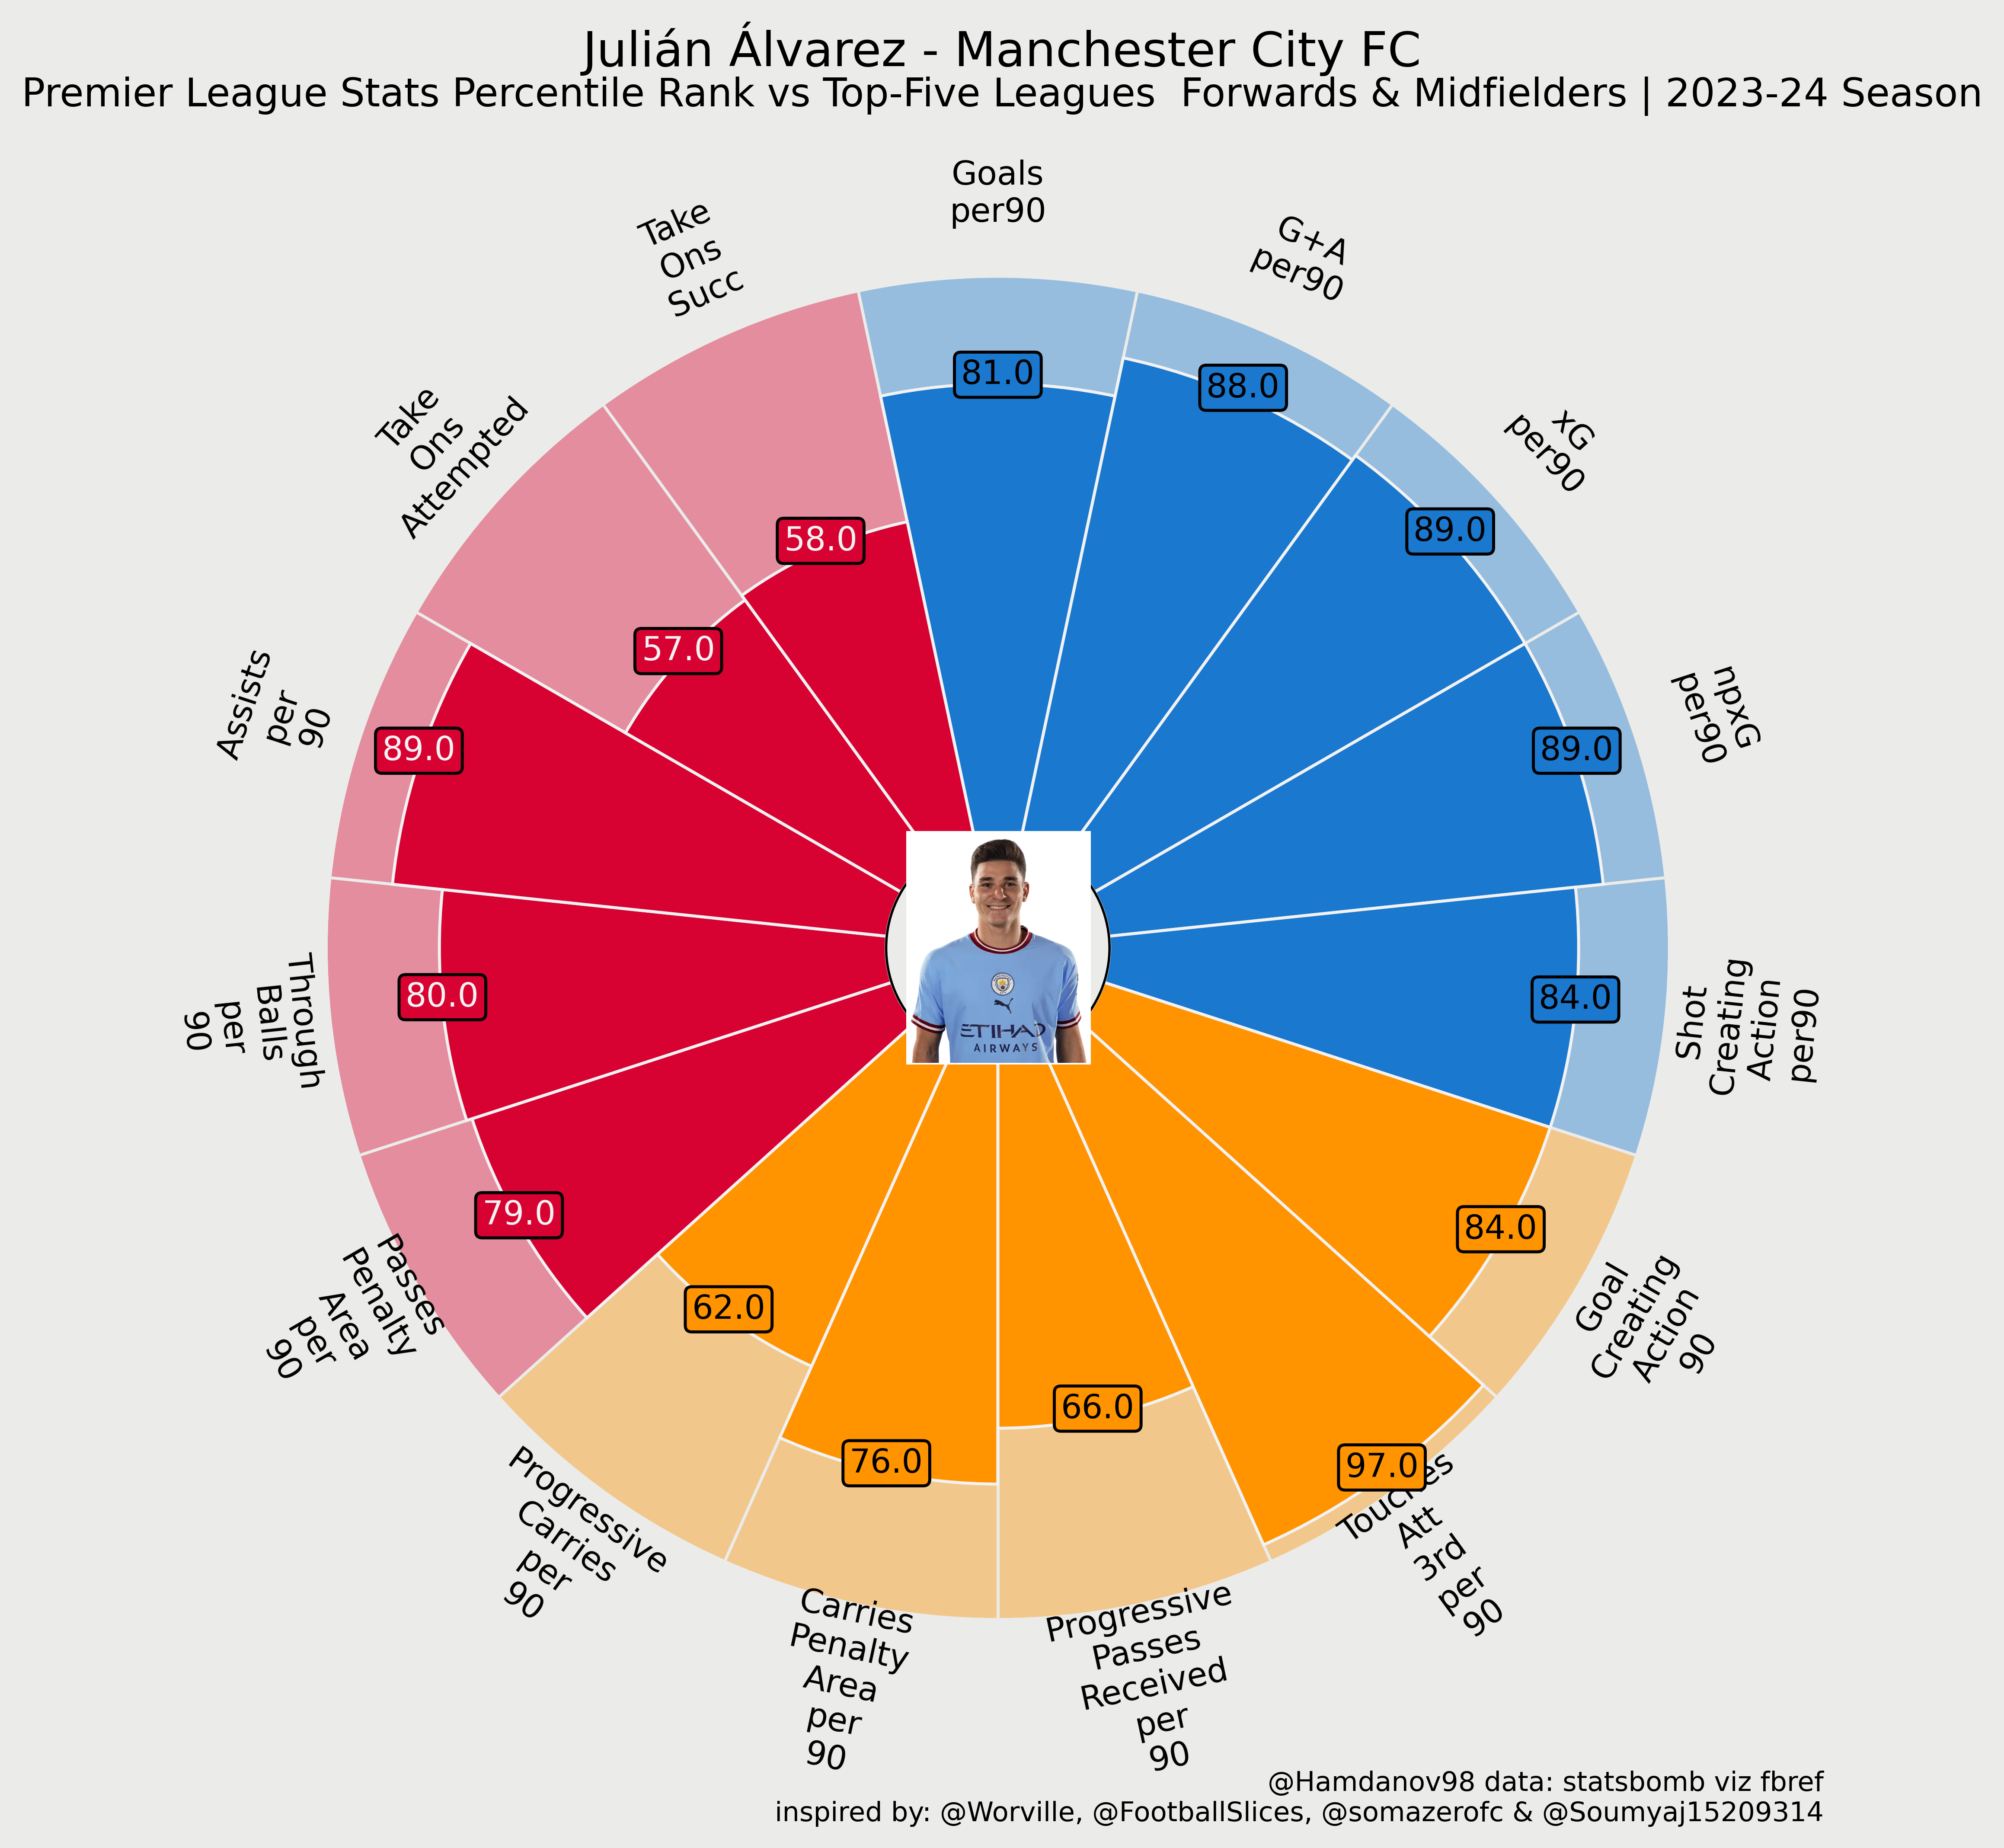 Julián Álvarez - Manchester City FC
Premier League Stats Percentile Rank vs Top-Five Leagues  Forwards & Midfielders | 2023-24 Season
Goals
per90
81.0
G+A
per90
88.0
xG
per90
89.0
npxG
per90
89.0
Shot
Creating
Action
per90
84.0
Goal
Creating
Action
90
84.0
Touches
Att
3rd
per
90
97.0
Progressive
Passes
Received
per
90
66.0
Carries
Penalty
Area
per
90
76.0
Progressive
Carries
per
90
62.0
Passes
Penalty
Area
per
90
79.0
Through
Balls
per
90
80.0
Assists
per
90
89.0
Take
Ons
Attempted
57.0
Take
Ons
Succ
58.0
ETIHAD
AIRWAYS
@Hamdanov98 data: statsbomb viz fbref
inspired by: @Worville, @FootballSlices, @somazerofc & @Soumyaj15209314